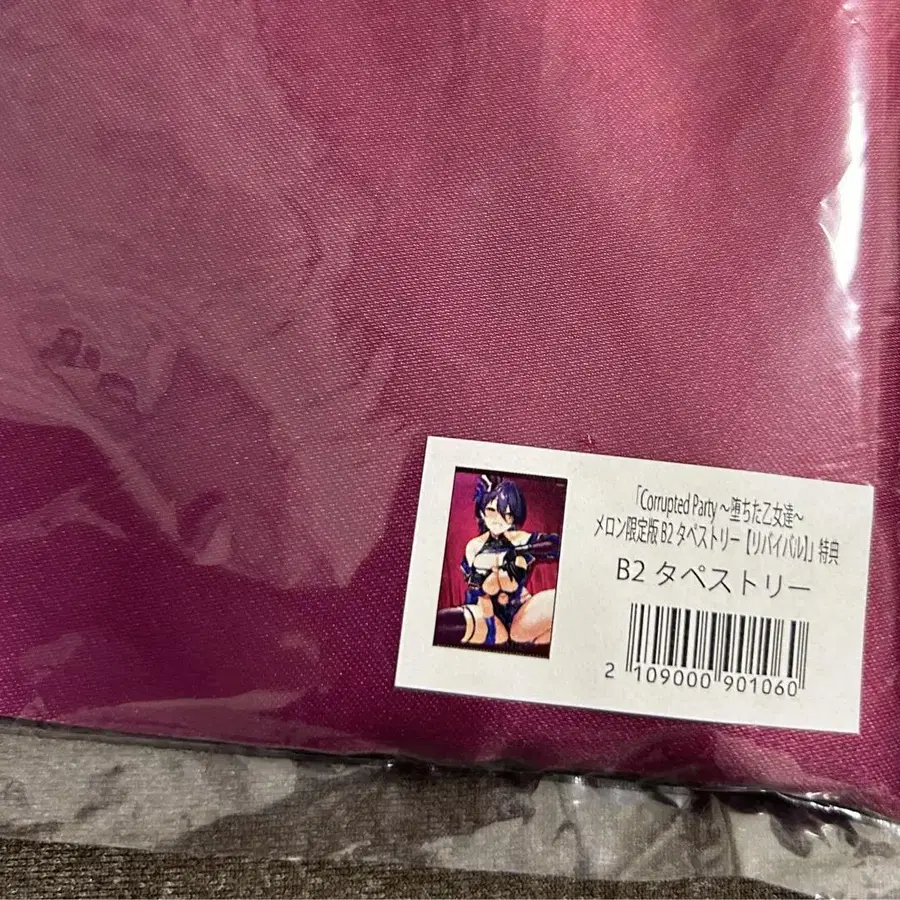 「Corrupted Party ～堕ちた乙女達～
メロン限定版 B2 タペストリー【リバイバル】」特典
B2 タペストリー
2 109000 901060